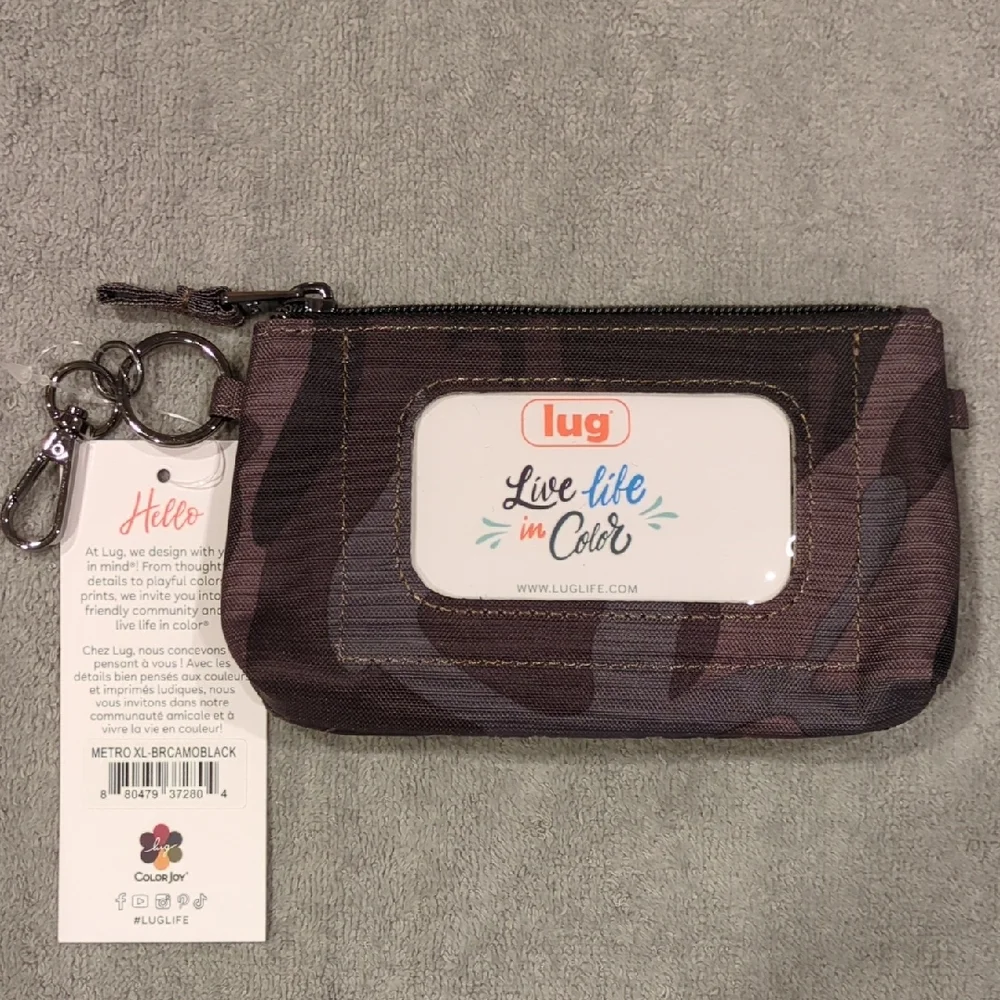 lug
Live life
in Color
WWW.LUGLIFE.COM
Hello
At Lug, we design with
in mind®! From thought
details to playful color
prints, we invite you into
friendly community and
live life in color®
Chez Lug, nous concevons
pensant à vous ! Avec les
détails bien pensés aux couleurs
et imprimés ludiques, nous
vous invitons dans notre
communauté amicale et à
vivre la vie en couleur!
METRO XL-BRCAMOBLACK
8 80479 37280 4
lug
COLORJOY
#LUGLIFE